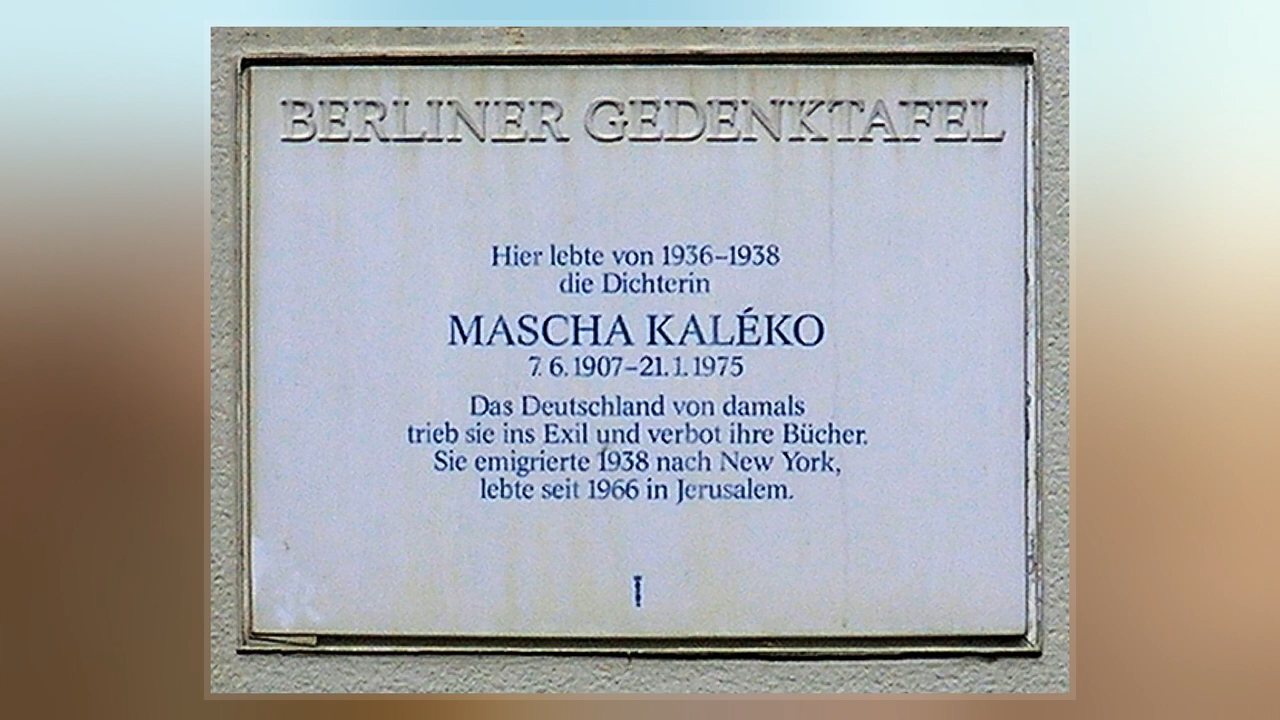 BERLINER GEDENKTAFEL
Hier lebte von 1936–1938
die Dichterin
MASCHA KALÉKO
7. 6. 1907–21. 1. 1975
Das Deutschland von damals
trieb sie ins Exil und verbot ihre Bücher.
Sie emigrierte 1938 nach New York,
lebte seit 1966 in Jerusalem.